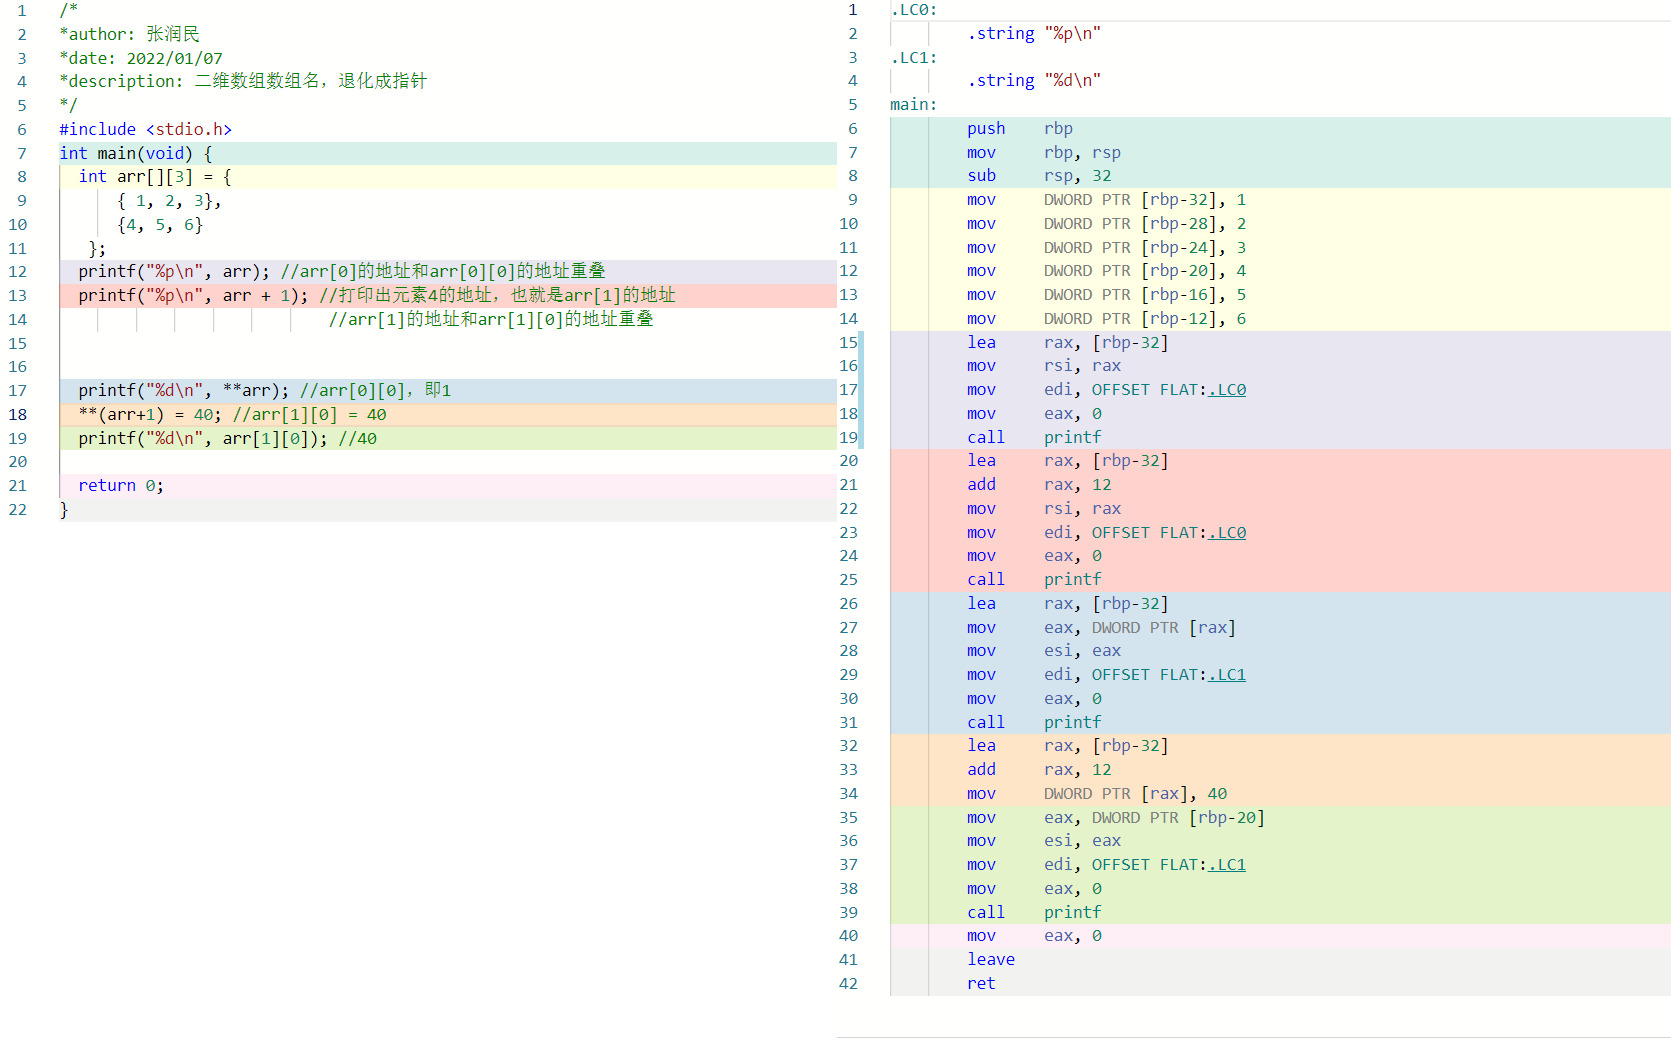 1 /*
2 *author: 张润民
3 *date: 2022/01/07
4 *description: 二维数组数组名，退化成指针
5 */
6 #include <stdio.h>
7 int main(void) {
8 int arr[][3] = {
9 { 1, 2, 3},
10 {4, 5, 6}
11 };
12 printf("%p\n", arr); //arr[0]的地址和arr[0][0]的地址重叠
13 printf("%p\n", arr + 1); //打印出元素4的地址，也就是arr[1]的地址
14 //arr[1]的地址和arr[1][0]的地址重叠
15
16
17 printf("%d\n", **arr); //arr[0][0]，即1
18 **(arr+1) = 40; //arr[1][0] = 40
19 printf("%d\n", arr[1][0]); //40
20
21 return 0;
22 }
1 .LC0:
2 .string "%p\n"
3 .LC1:
4 .string "%d\n"
5 main:
6 push rbp
7 mov rbp, rsp
8 sub rsp, 32
9 mov DWORD PTR [rbp-32], 1
10 mov DWORD PTR [rbp-28], 2
11 mov DWORD PTR [rbp-24], 3
12 mov DWORD PTR [rbp-20], 4
13 mov DWORD PTR [rbp-16], 5
14 mov DWORD PTR [rbp-12], 6
15 lea rax, [rbp-32]
16 mov rsi, rax
17 mov edi, OFFSET FLAT:.LC0
18 mov eax, 0
19 call printf
20 lea rax, [rbp-32]
21 add rax, 12
22 mov rsi, rax
23 mov edi, OFFSET FLAT:.LC0
24 mov eax, 0
25 call printf
26 lea rax, [rbp-32]
27 mov eax, DWORD PTR [rax]
28 mov esi, eax
29 mov edi, OFFSET FLAT:.LC1
30 mov eax, 0
31 call printf
32 lea rax, [rbp-32]
33 add rax, 12
34 mov DWORD PTR [rax], 40
35 mov eax, DWORD PTR [rbp-20]
36 mov esi, eax
37 mov edi, OFFSET FLAT:.LC1
38 mov eax, 0
39 call printf
40 mov eax, 0
41 leave
42 ret